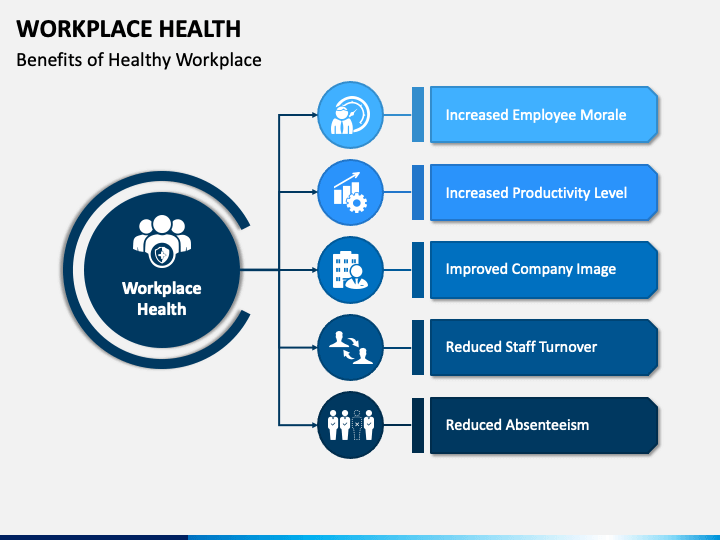 WORKPLACE HEALTH
Benefits of Healthy Workplace
Workplace
Health
Increased Employee Morale
Increased Productivity Level
Improved Company Image
Reduced Staff Turnover
Reduced Absenteeism